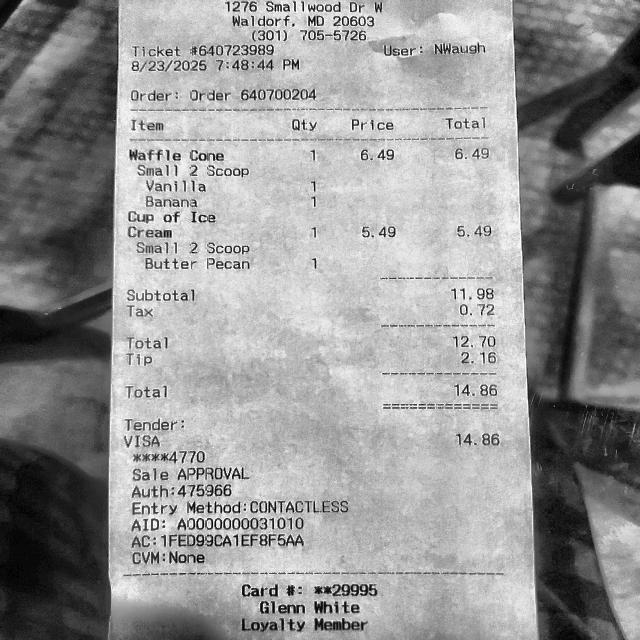 1276 Smallwood Dr W
Waldorf, MD 20603
(301) 705-5726
Ticket #640723989 User: NWaugh
8/23/2025 7:48:44 PM
Order: Order 640700204
Item Qty Price Total
Waffle Cone 1 6.49 6.49
Small 2 Scoop
Vanilla 1
Banana 1
Cup of Ice
Cream 1 5.49 5.49
Small 2 Scoop
Butter Pecan 1
Subtotal 11.98
Tax 0.72
Total 12.70
Tip 2.16
Total 14.86
Tender:
VISA 14.86
****4770
Sale APPROVAL
Auth:475966
Entry Method:CONTACTLESS
AID: A0000000031010
AC:1FED99CA1EF8F5AA
CVM:None
Card #: **29995
Glenn White
Loyalty Member